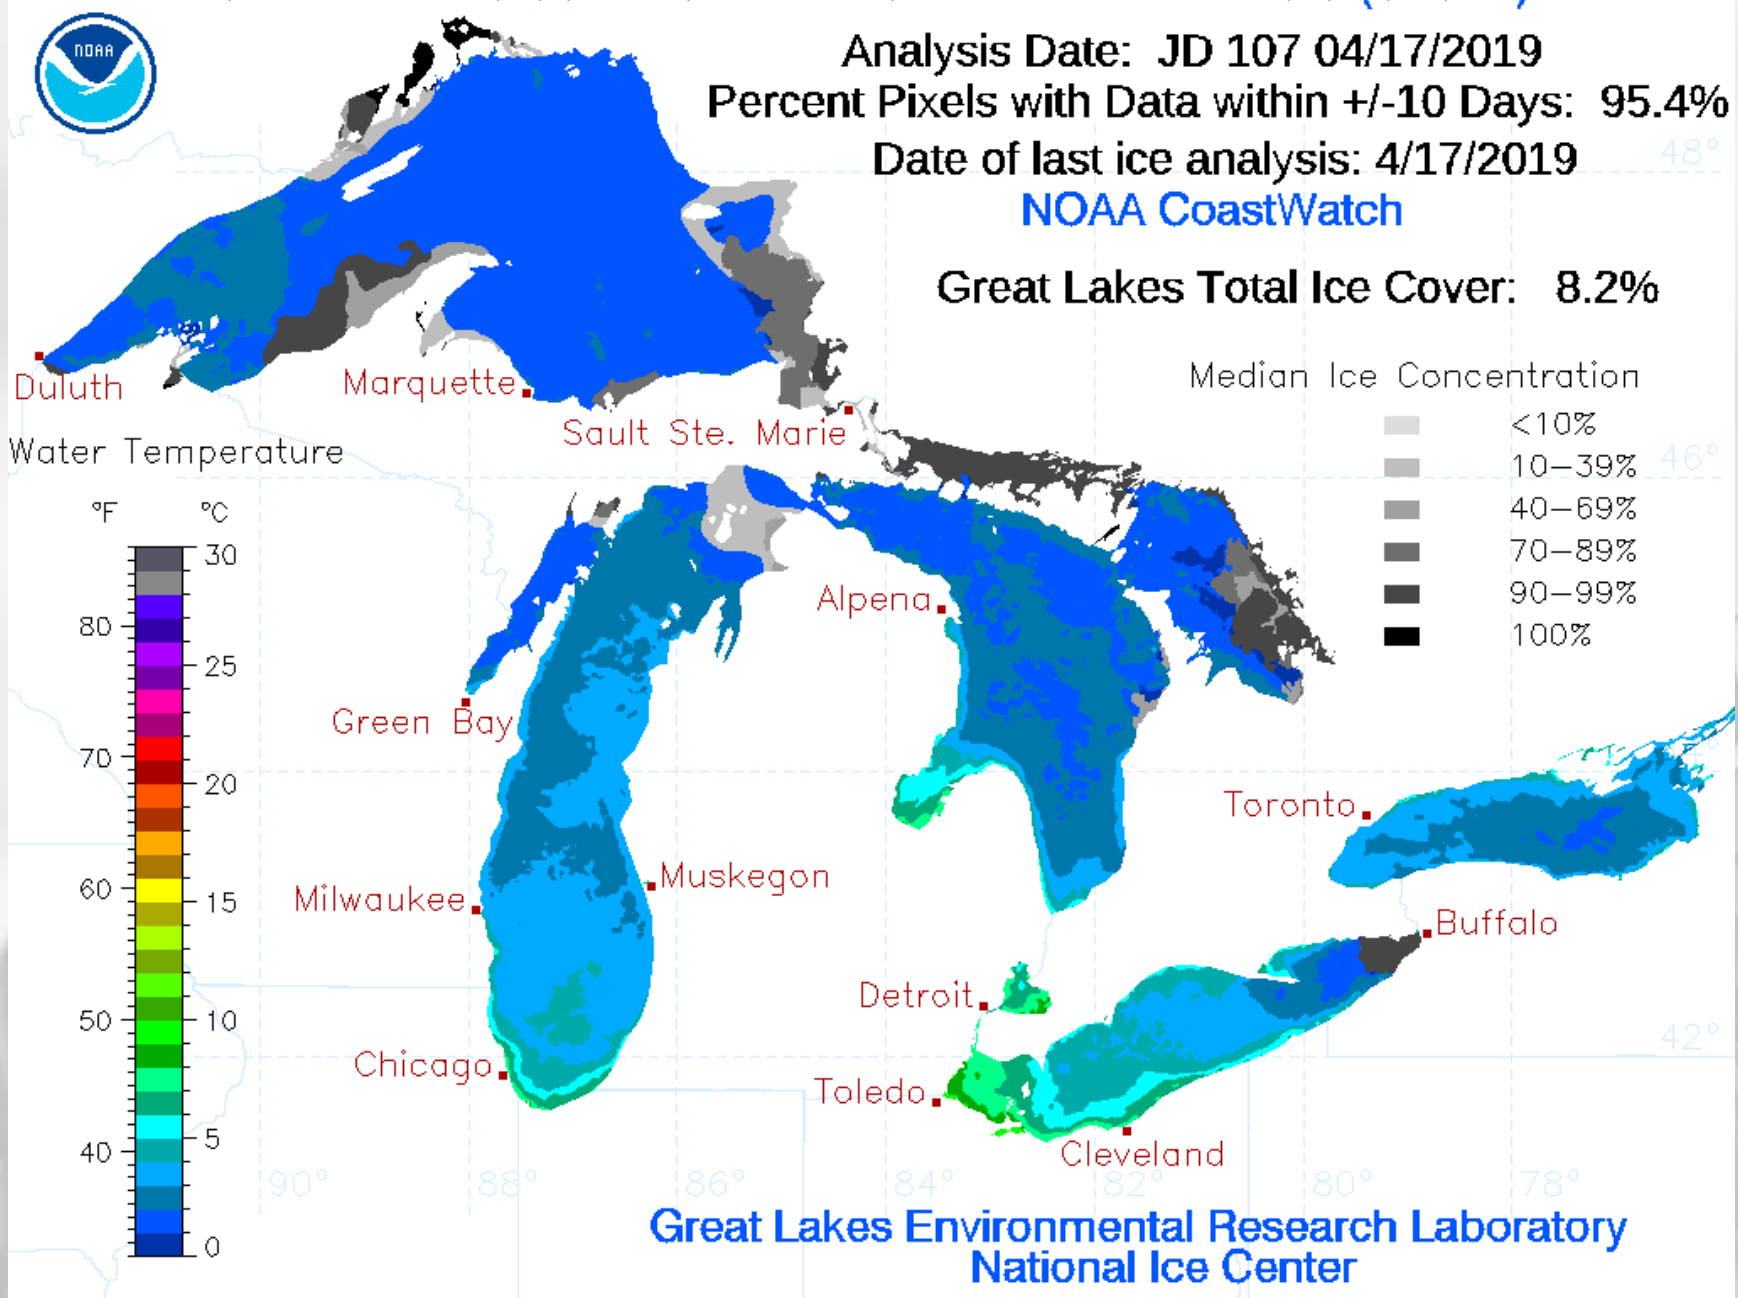 NOAA
Analysis Date: JD 107 04/17/2019
Percent Pixels with Data within +/-10 Days: 95.4%
Date of last ice analysis: 4/17/2019
48°
NOAA CoastWatch
Great Lakes Total Ice Cover: 8.2%
Median Ice Concentration
<10%
10-39%
46°
40-69%
70-89%
90-99%
100%
Duluth
Marquette
Sault Ste. Marie
Water Temperature
°F °C
30
80
25
70
20
60
15
50
10
40
5
0
Alpena
Green Bay
Toronto
Muskegon
Milwaukee
Buffalo
Detroit
42°
Chicago
Toledo
Cleveland
90° 88° 86° 84° 82° 80° 78°
Great Lakes Environmental Research Laboratory
National Ice Center